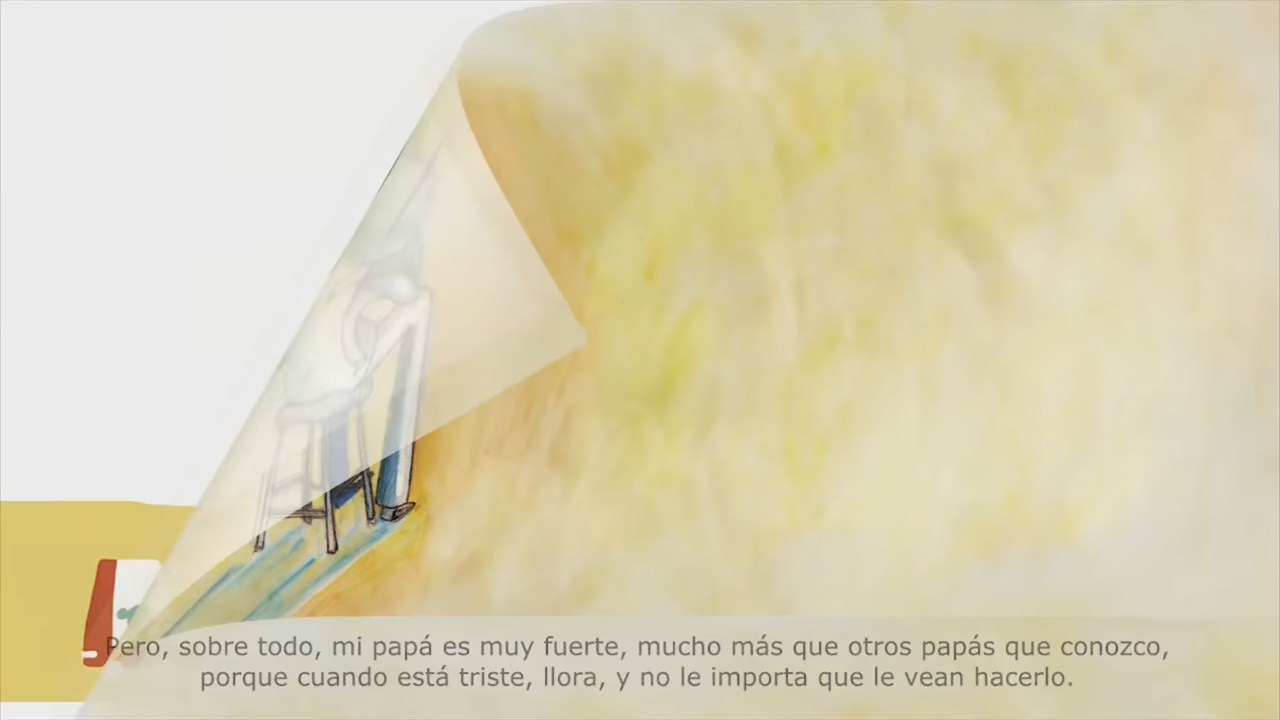 Pero, sobre todo, mi papá es muy fuerte, mucho más que otros papás que conozco,
porque cuando está triste, llora, y no le importa que le vean hacerlo.